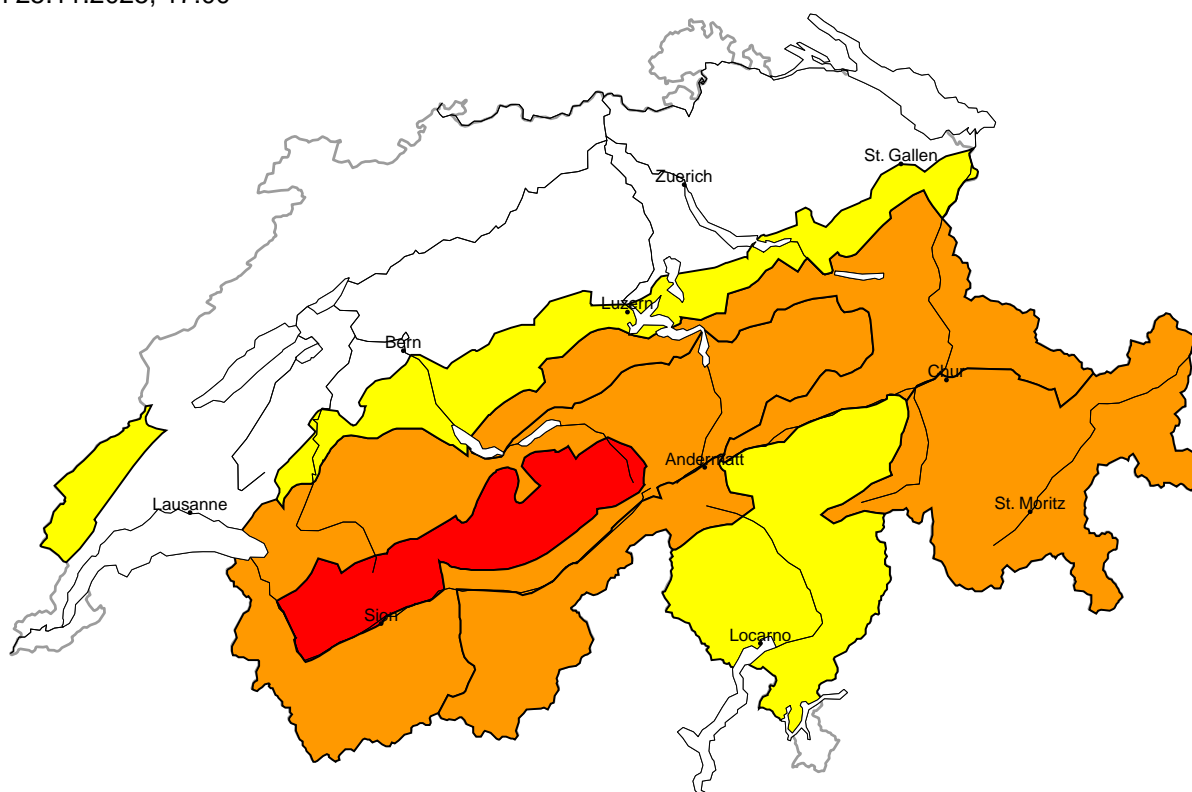 St. Gallen
Zuerich
Luzern
Bern
Chur
Andermatt
St. Moritz
Lausanne
Sion
Locarno